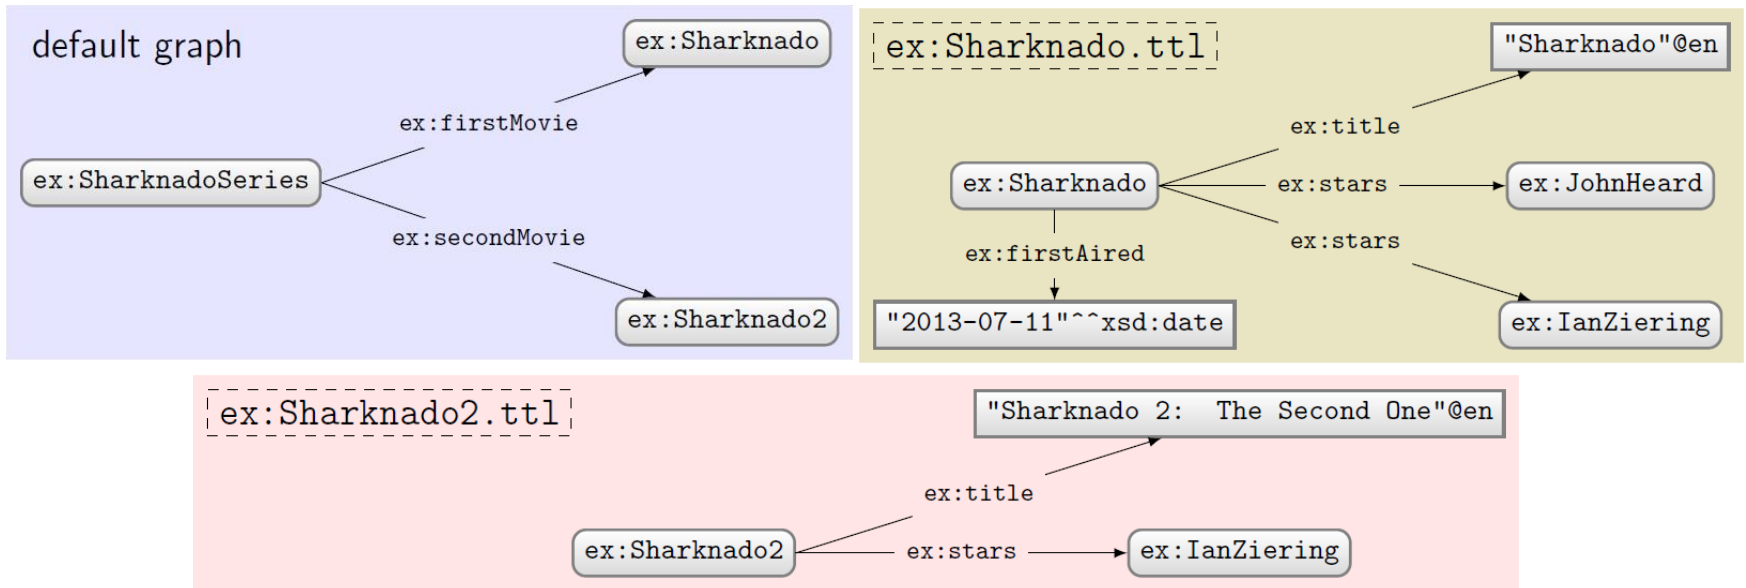 default graph
ex:Sharknado
ex:firstMovie
ex:SharknadoSeries
ex:secondMovie
ex:Sharknado2
ex:Sharknado.ttl
"Sharknado"@en
ex:title
ex:Sharknado
ex:stars
ex:JohnHeard
ex:stars
ex:firstAired
"2013-07-11"^^xsd:date
ex:IanZiering
ex:Sharknado2.ttl
"Sharknado 2: The Second One"@en
ex:title
ex:Sharknado2
ex:stars
ex:IanZiering